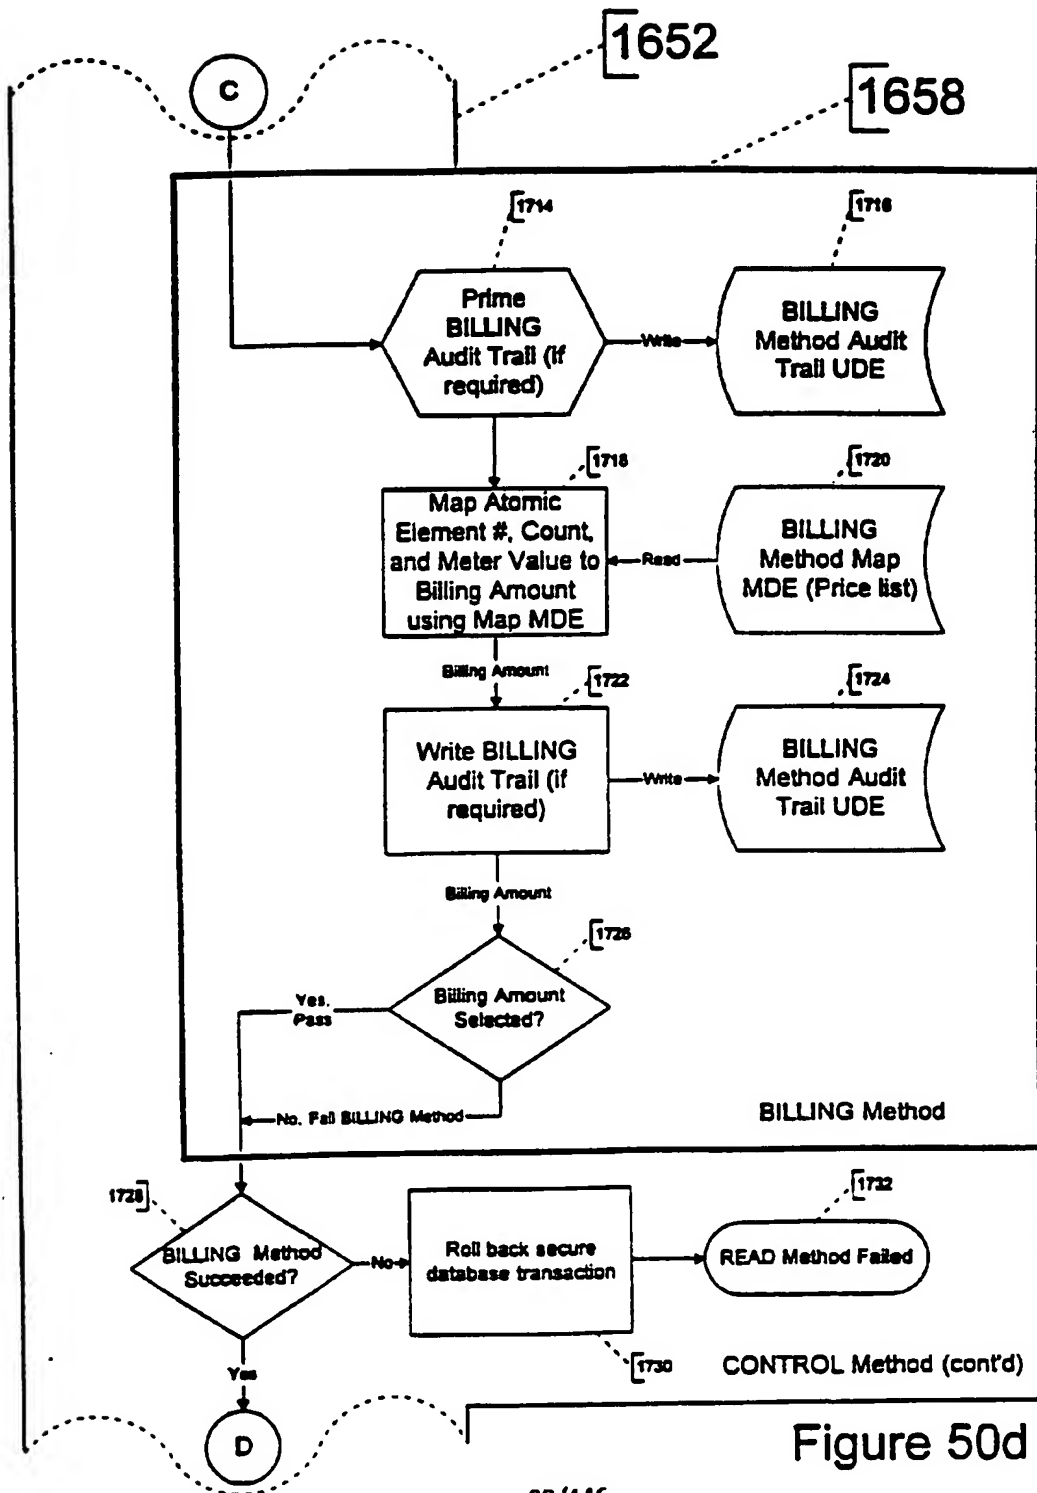 1652
C
1658
1714
1716
Prime
BILLING
Audit Trail (if
required)
Write
BILLING
Method Audit
Trail UDE
1718
1720
Map Atomic
Element #, Count,
and Meter Value to
Billing Amount
using Map MDE
Read
BILLING
Method Map
MDE (Price list)
Billing Amount
1722
1724
Write BILLING
Audit Trail (if
required)
Write
BILLING
Method Audit
Trail UDE
Billing Amount
1726
Billing Amount
Selected?
Yes,
Pass
No, Fail BILLING Method
BILLING Method
1728
1732
BILLING Method
Succeeded?
No
Roll back secure
database transaction
READ Method Failed
1730
CONTROL Method (cont'd)
Yes
D
Figure 50d